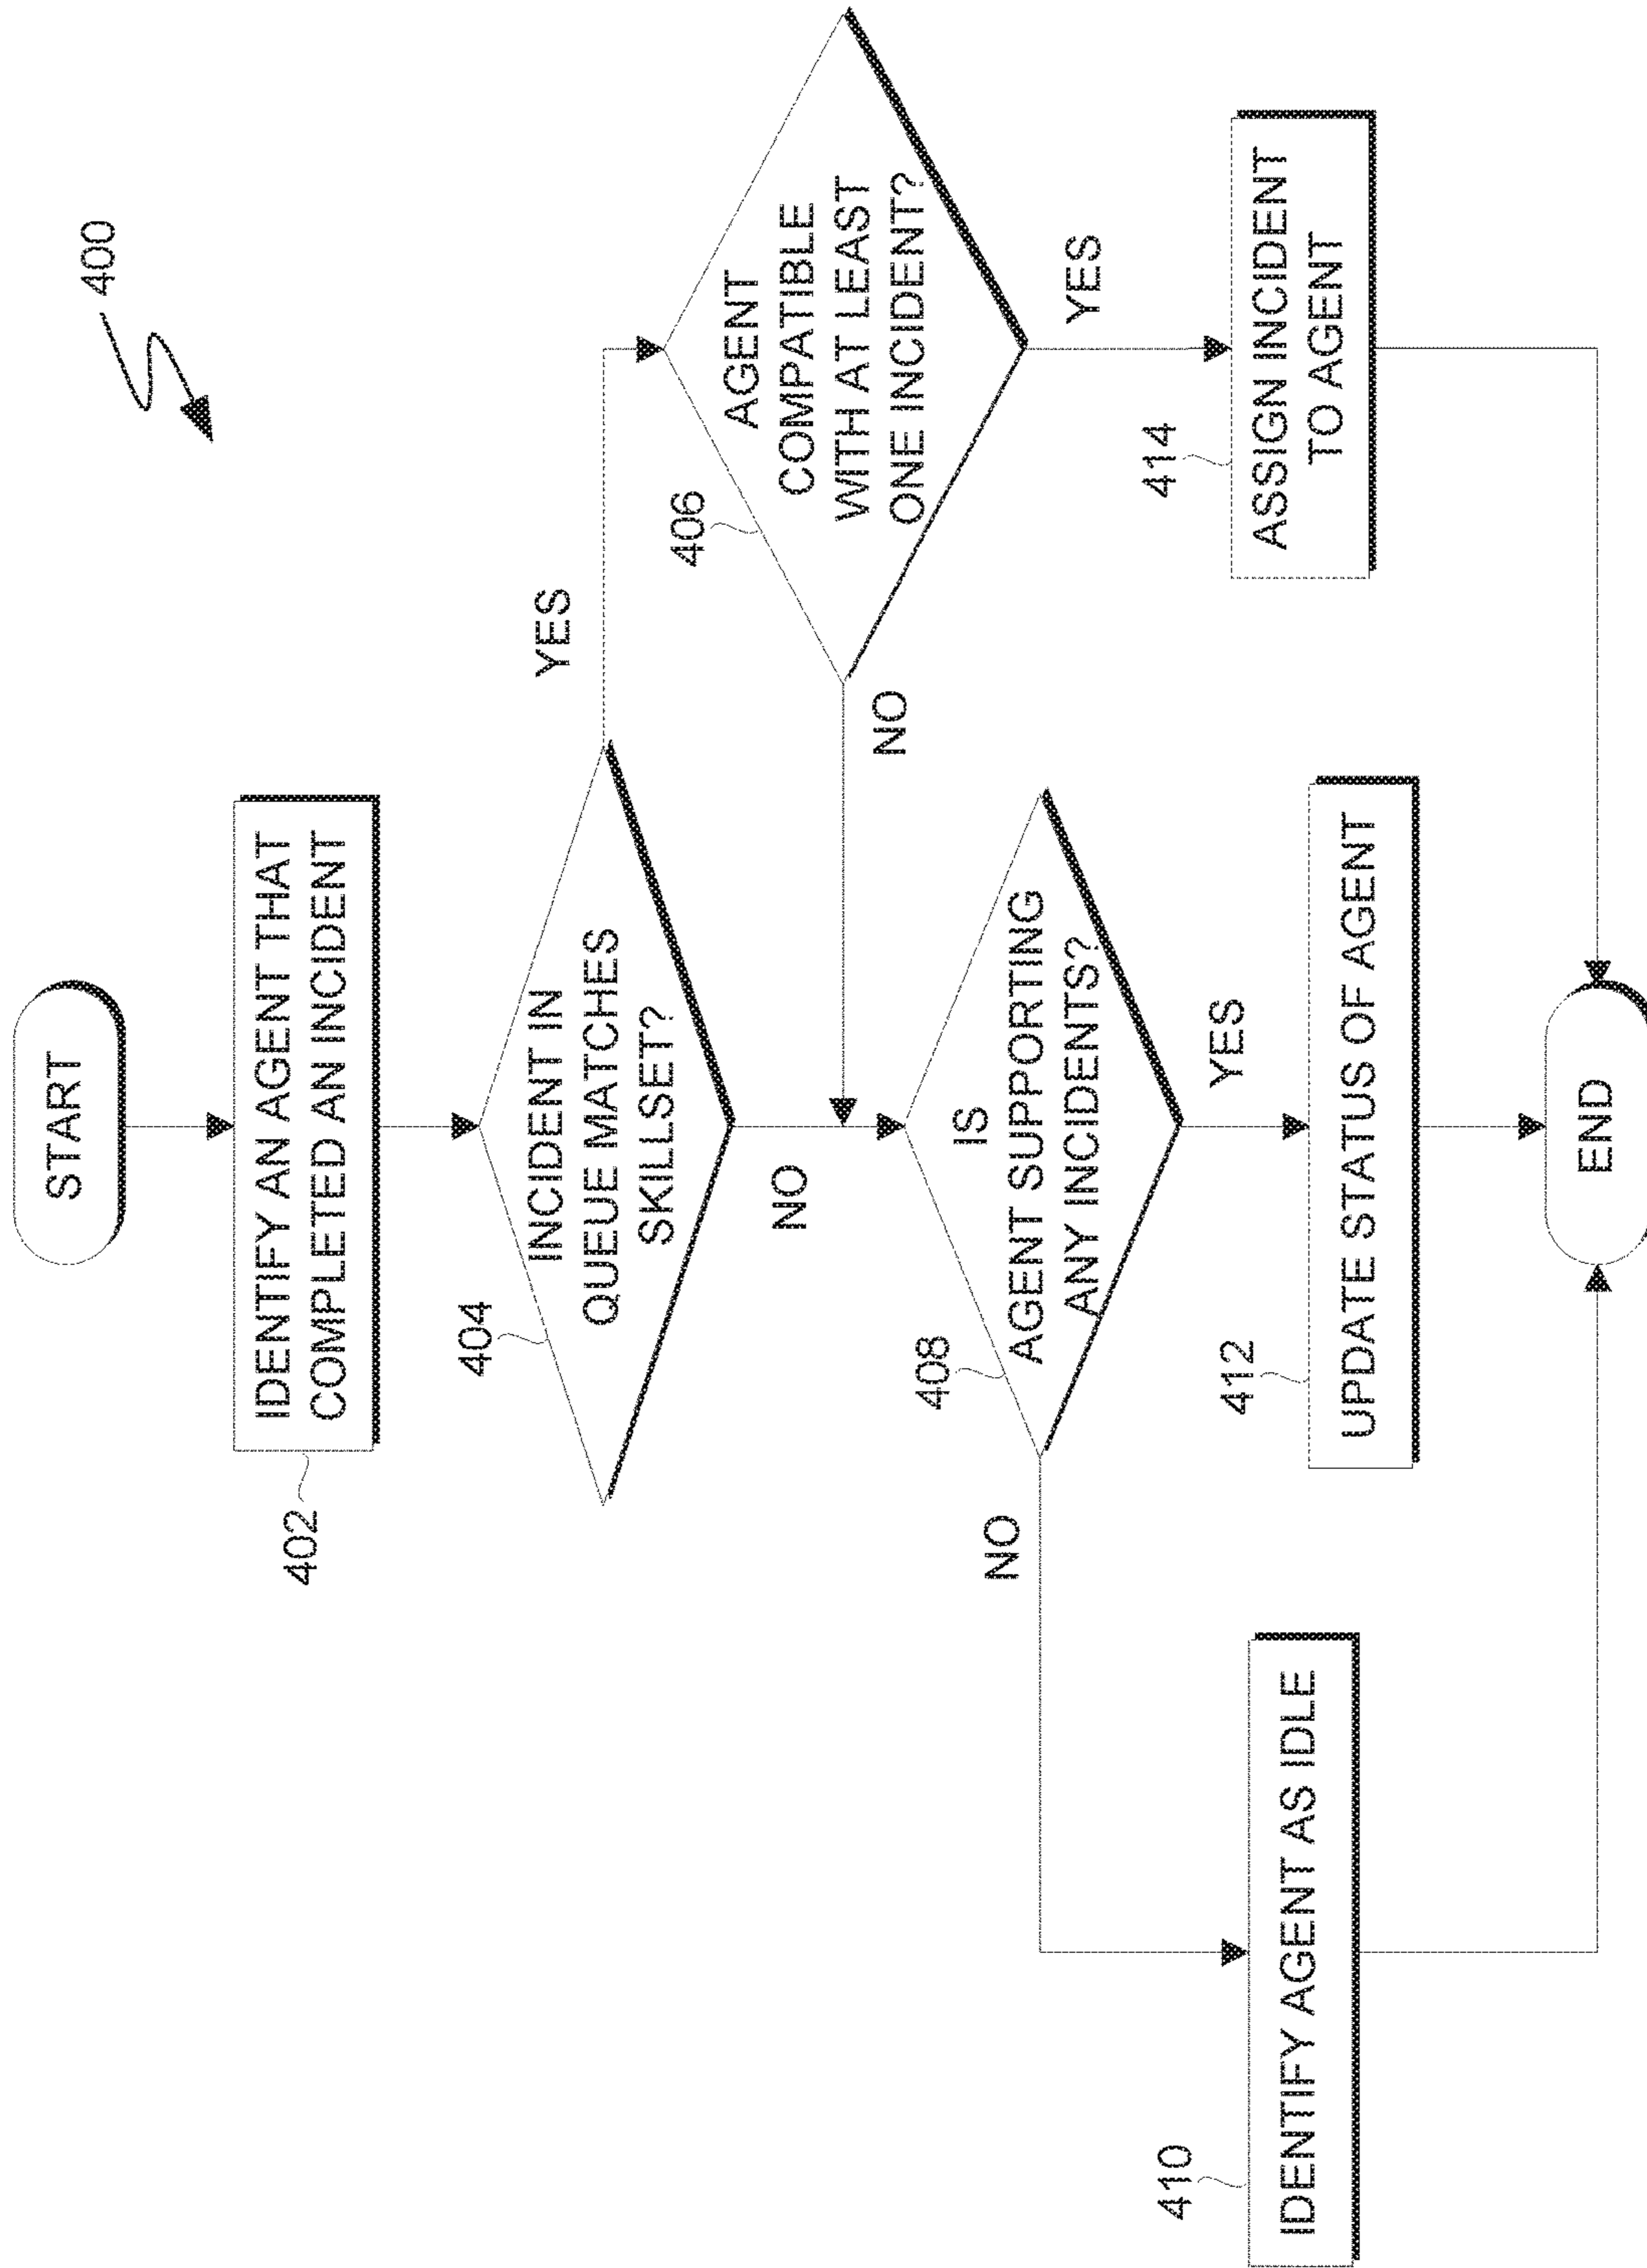 400
START
IDENTIFY AN AGENT THAT
COMPLETED AN INCIDENT
402
404
INCIDENT IN
QUEUE MATCHES
SKILLSET?
YES
NO
406
AGENT
COMPATIBLE
WITH AT LEAST
ONE INCIDENT?
NO
YES
408
IS
AGENT SUPPORTING
ANY INCIDENTS?
NO
YES
410
IDENTIFY AGENT AS IDLE
412
UPDATE STATUS OF AGENT
414
ASSIGN INCIDENT
TO AGENT
END